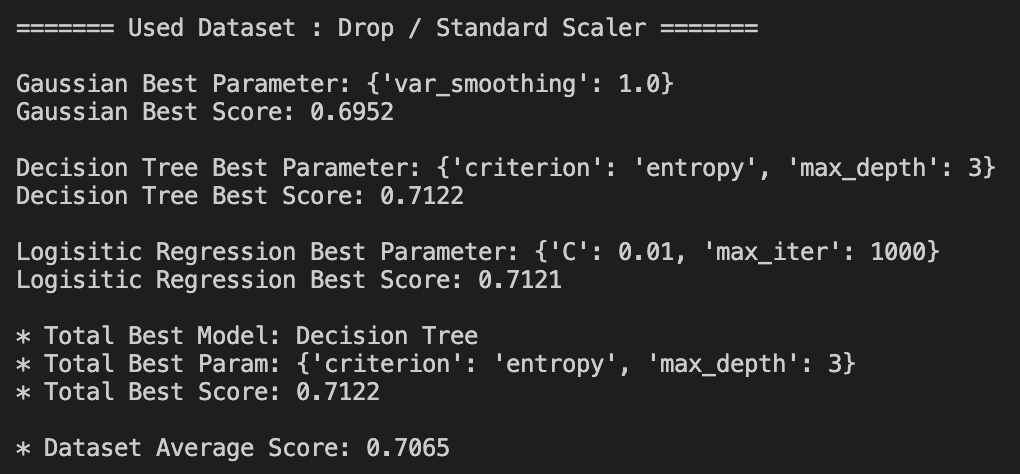 ======= Used Dataset : Drop / Standard Scaler =======
Gaussian Best Parameter: {'var_smoothing': 1.0}
Gaussian Best Score: 0.6952
Decision Tree Best Parameter: {'criterion': 'entropy', 'max_depth': 3}
Decision Tree Best Score: 0.7122
Logisitic Regression Best Parameter: {'C': 0.01, 'max_iter': 1000}
Logisitic Regression Best Score: 0.7121
* Total Best Model: Decision Tree
* Total Best Param: {'criterion': 'entropy', 'max_depth': 3}
* Total Best Score: 0.7122
* Dataset Average Score: 0.7065